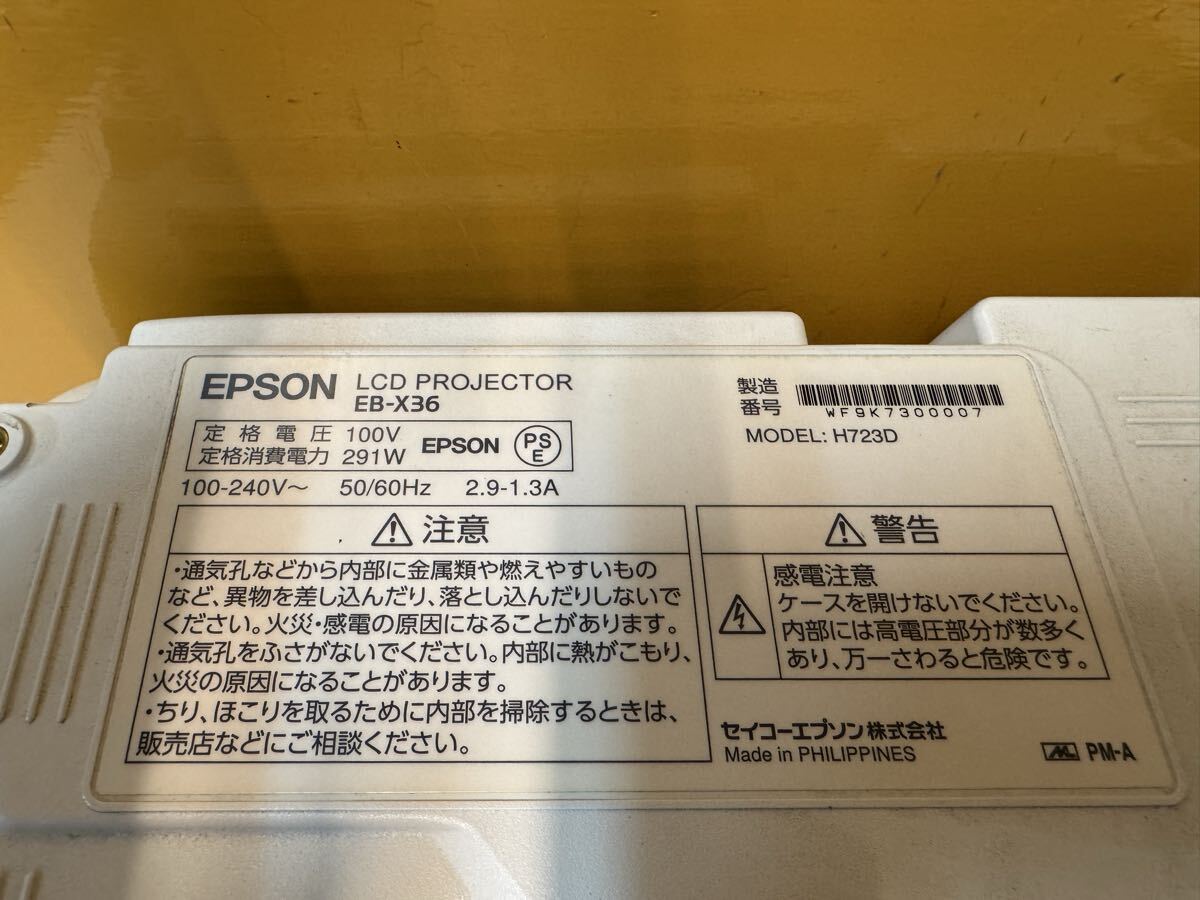 EPSON LCD PROJECTOR
EB-X36
定格電圧 100V
定格消費電力 291W
EPSON
PS
E
100-240V～ 50/60Hz 2.9-1.3A
製造
番号
WF9K7300007
MODEL: H723D
注意
・通気孔などから内部に金属類や燃えやすいもの
など、異物を差し込んだり、落とし込んだりしないで
ください。火災・感電の原因になることがあります。
・通気孔をふさがないでください。内部に熱がこもり、
火災の原因になることがあります。
・ちり、ほこりを取るために内部を掃除するときは、
販売店などにご相談ください。
警告
感電注意
ケースを開けないでください。
内部には高電圧部分が数多く
あり、万一さわると危険です。
セイコーエプソン株式会社
Made in PHILIPPINES
PM-A